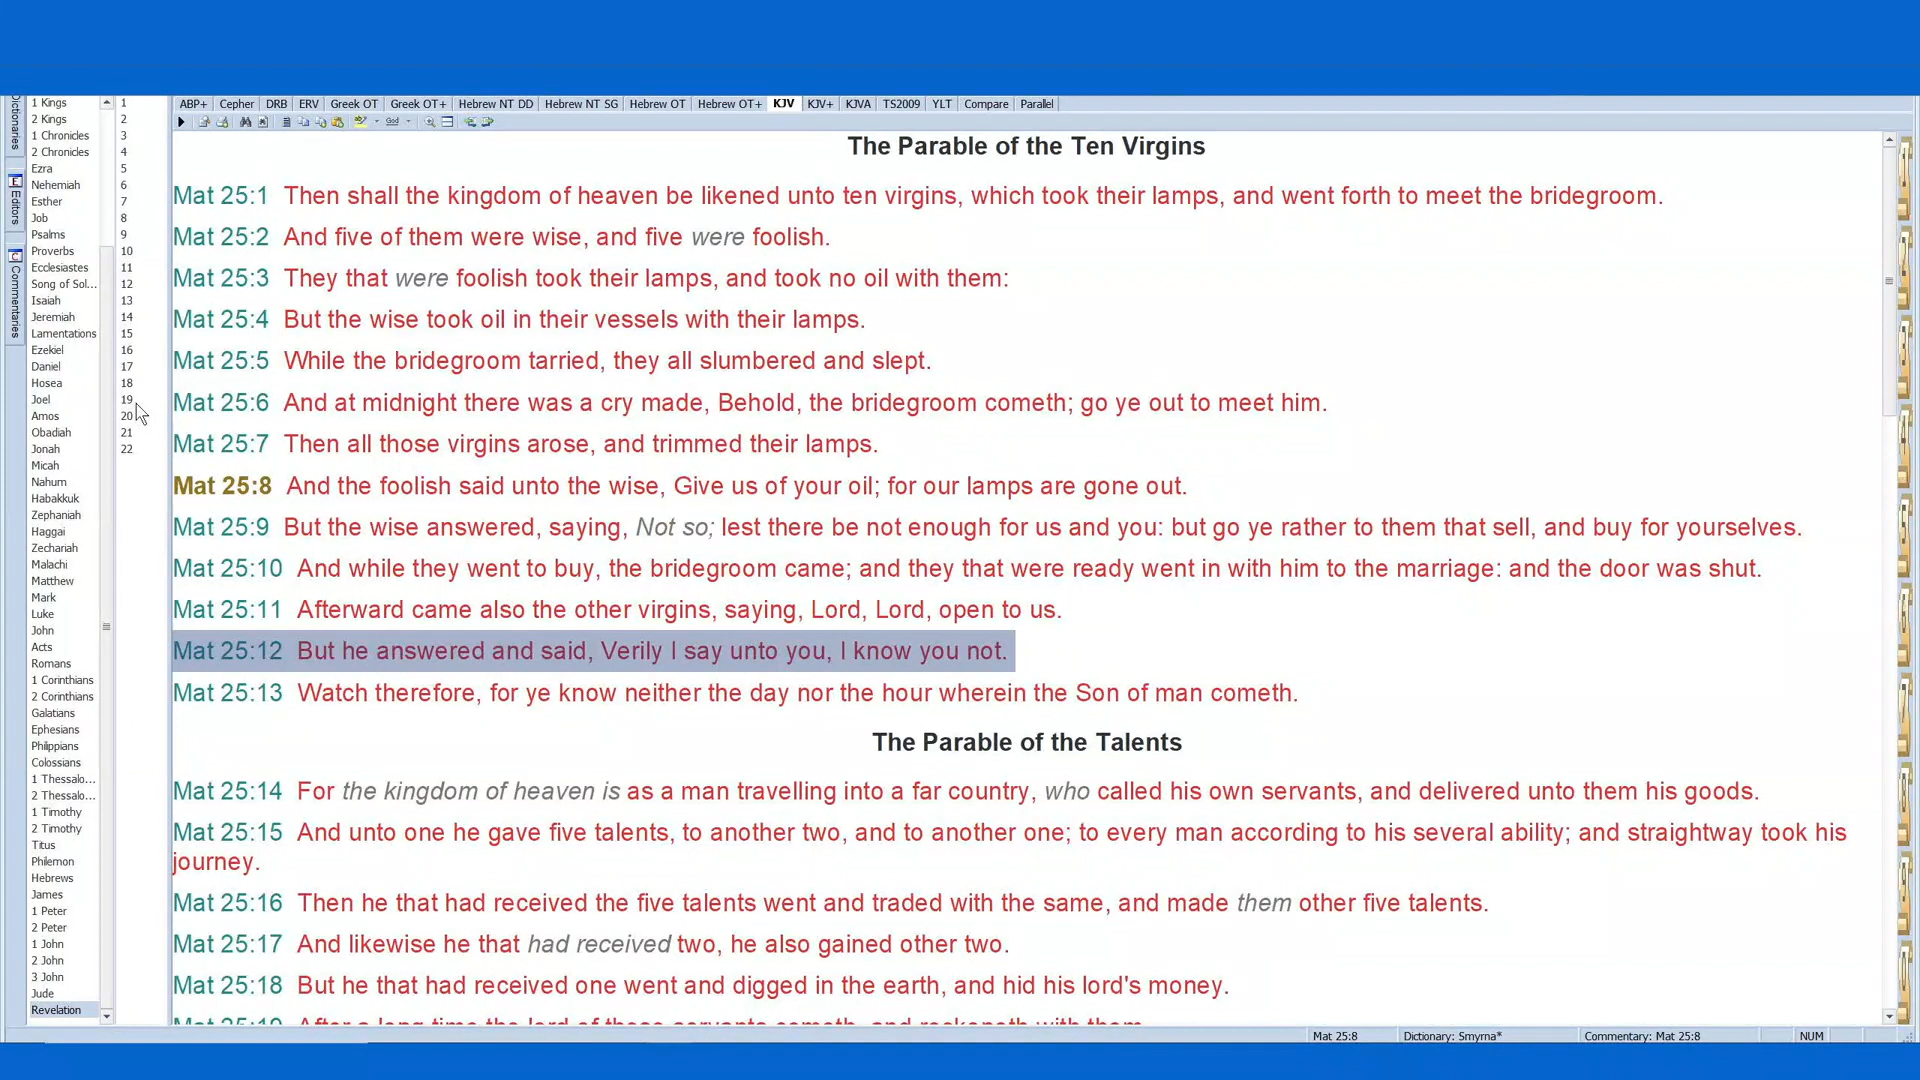 ABP+ Cepher DRB ERV Greek OT Greek OT+ Hebrew NT DD Hebrew NT SG Hebrew OT Hebrew OT+ KJV KJV+ KJVA TS2009 YLT Compare Parallel
Dictionaries
Editors
Commentaries
1 Kings
2 Kings
1 Chronicles
2 Chronicles
Ezra
Nehemiah
Esther
Job
Psalms
Proverbs
Ecclesiastes
Song of Sol...
Isaiah
Jeremiah
Lamentations
Ezekiel
Daniel
Hosea
Joel
Amos
Obadiah
Jonah
Micah
Nahum
Habakkuk
Zephaniah
Haggai
Zechariah
Malachi
Matthew
Mark
Luke
John
Acts
Romans
1 Corinthians
2 Corinthians
Galatians
Ephesians
Philippians
Colossians
1 Thessalo...
2 Thessalo...
1 Timothy
2 Timothy
Titus
Philemon
Hebrews
James
1 Peter
2 Peter
1 John
2 John
3 John
Jude
Revelation
1
2
3
4
5
6
7
8
9
10
11
12
13
14
15
16
17
18
19
20
21
22
The Parable of the Ten Virgins
Mat 25:1 Then shall the kingdom of heaven be likened unto ten virgins, which took their lamps, and went forth to meet the bridegroom.
Mat 25:2 And five of them were wise, and five were foolish.
Mat 25:3 They that were foolish took their lamps, and took no oil with them:
Mat 25:4 But the wise took oil in their vessels with their lamps.
Mat 25:5 While the bridegroom tarried, they all slumbered and slept.
Mat 25:6 And at midnight there was a cry made, Behold, the bridegroom cometh; go ye out to meet him.
Mat 25:7 Then all those virgins arose, and trimmed their lamps.
Mat 25:8 And the foolish said unto the wise, Give us of your oil; for our lamps are gone out.
Mat 25:9 But the wise answered, saying, Not so; lest there be not enough for us and you: but go ye rather to them that sell, and buy for yourselves.
Mat 25:10 And while they went to buy, the bridegroom came; and they that were ready went in with him to the marriage: and the door was shut.
Mat 25:11 Afterward came also the other virgins, saying, Lord, Lord, open to us.
Mat 25:12 But he answered and said, Verily I say unto you, I know you not.
Mat 25:13 Watch therefore, for ye know neither the day nor the hour wherein the Son of man cometh.
The Parable of the Talents
Mat 25:14 For the kingdom of heaven is as a man travelling into a far country, who called his own servants, and delivered unto them his goods.
Mat 25:15 And unto one he gave five talents, to another two, and to another one; to every man according to his several ability; and straightway took his
journey.
Mat 25:16 Then he that had received the five talents went and traded with the same, and made them other five talents.
Mat 25:17 And likewise he that had received two, he also gained other two.
Mat 25:18 But he that had received one went and digged in the earth, and hid his lord's money.
Mat 25:19 After a long time the lord of those servants cometh, and reckoneth with them.
Mat 25:8 Dictionary: Smyrna* Commentary: Mat 25:8 NUM